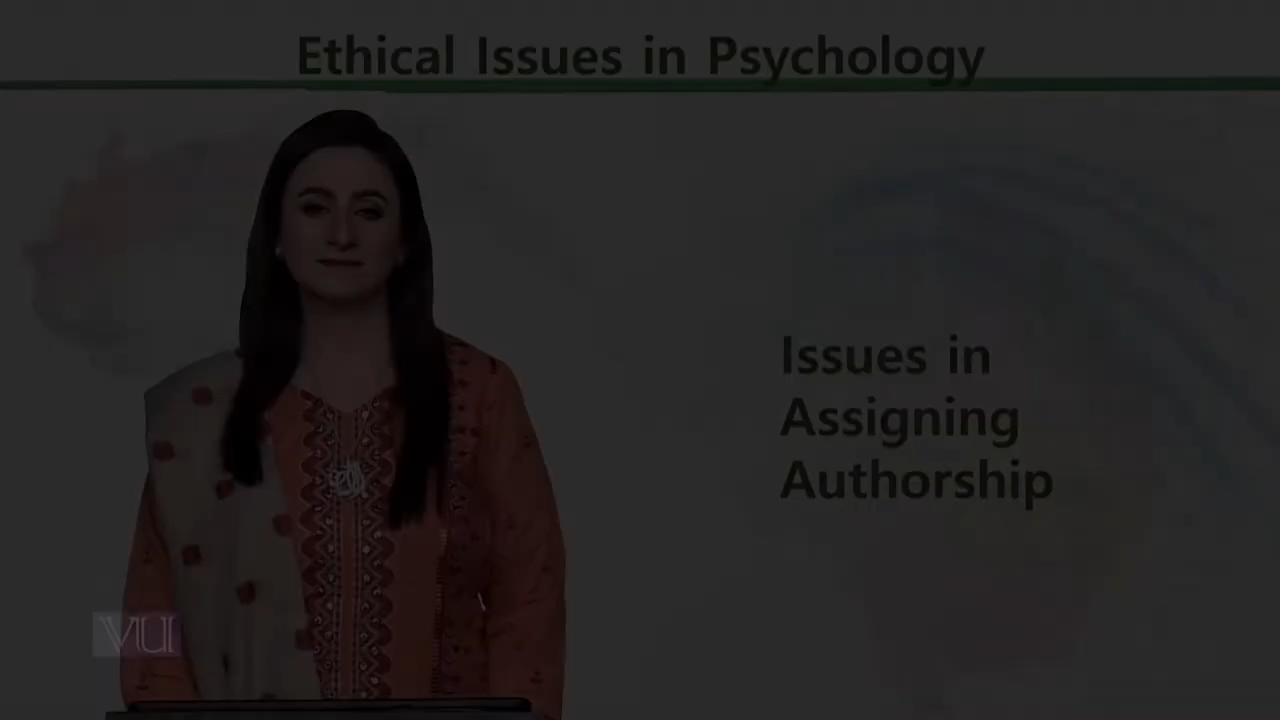 Ethical Issues in Psychology
Issues in
Assigning
Authorship
VU